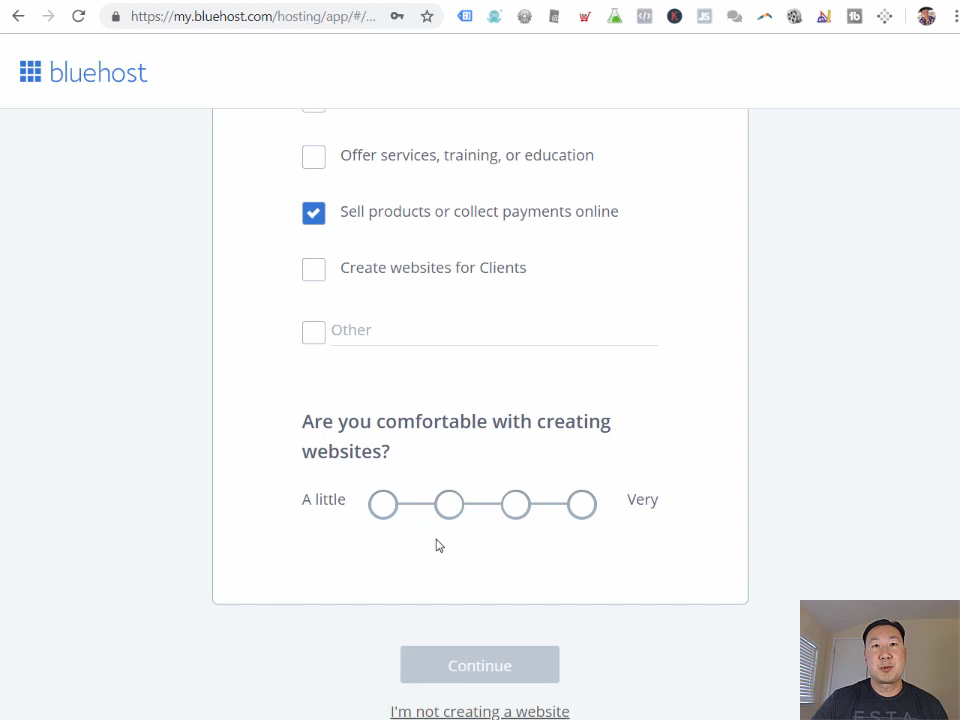 https://my.bluehost.com/hosting/app/#/...
bluehost
Offer services, training, or education
Sell products or collect payments online
Create websites for Clients
Other
Are you comfortable with creating
websites?
A little
Very
Continue
I'm not creating a website